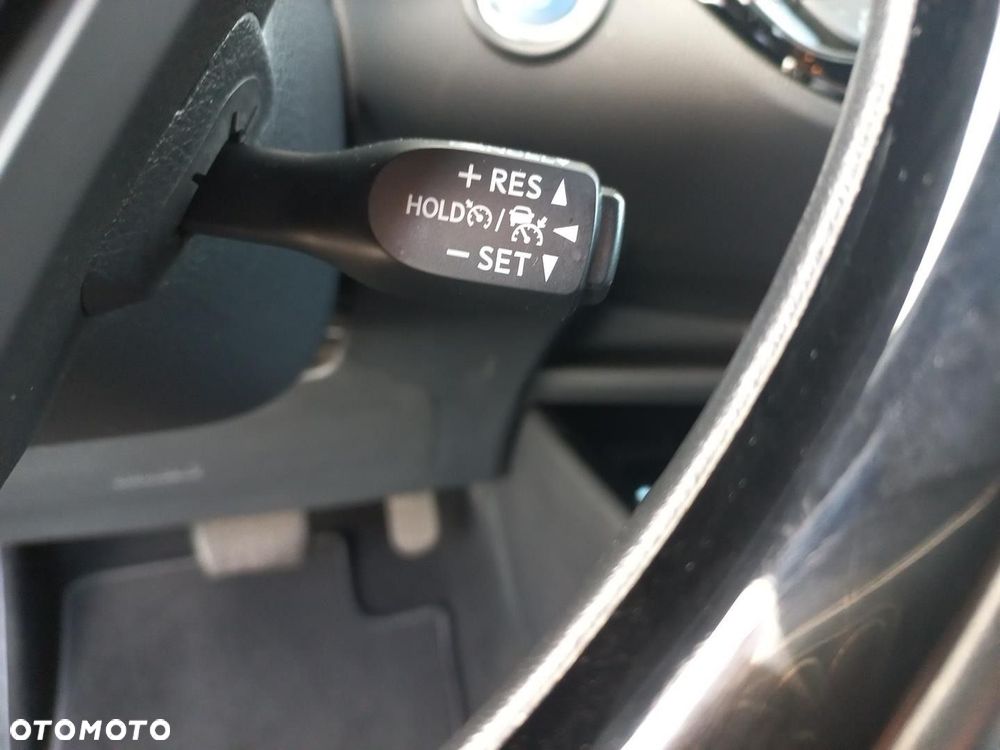 + RES ▲
HOLD / ◀
− SET ▼
OTOMOTO